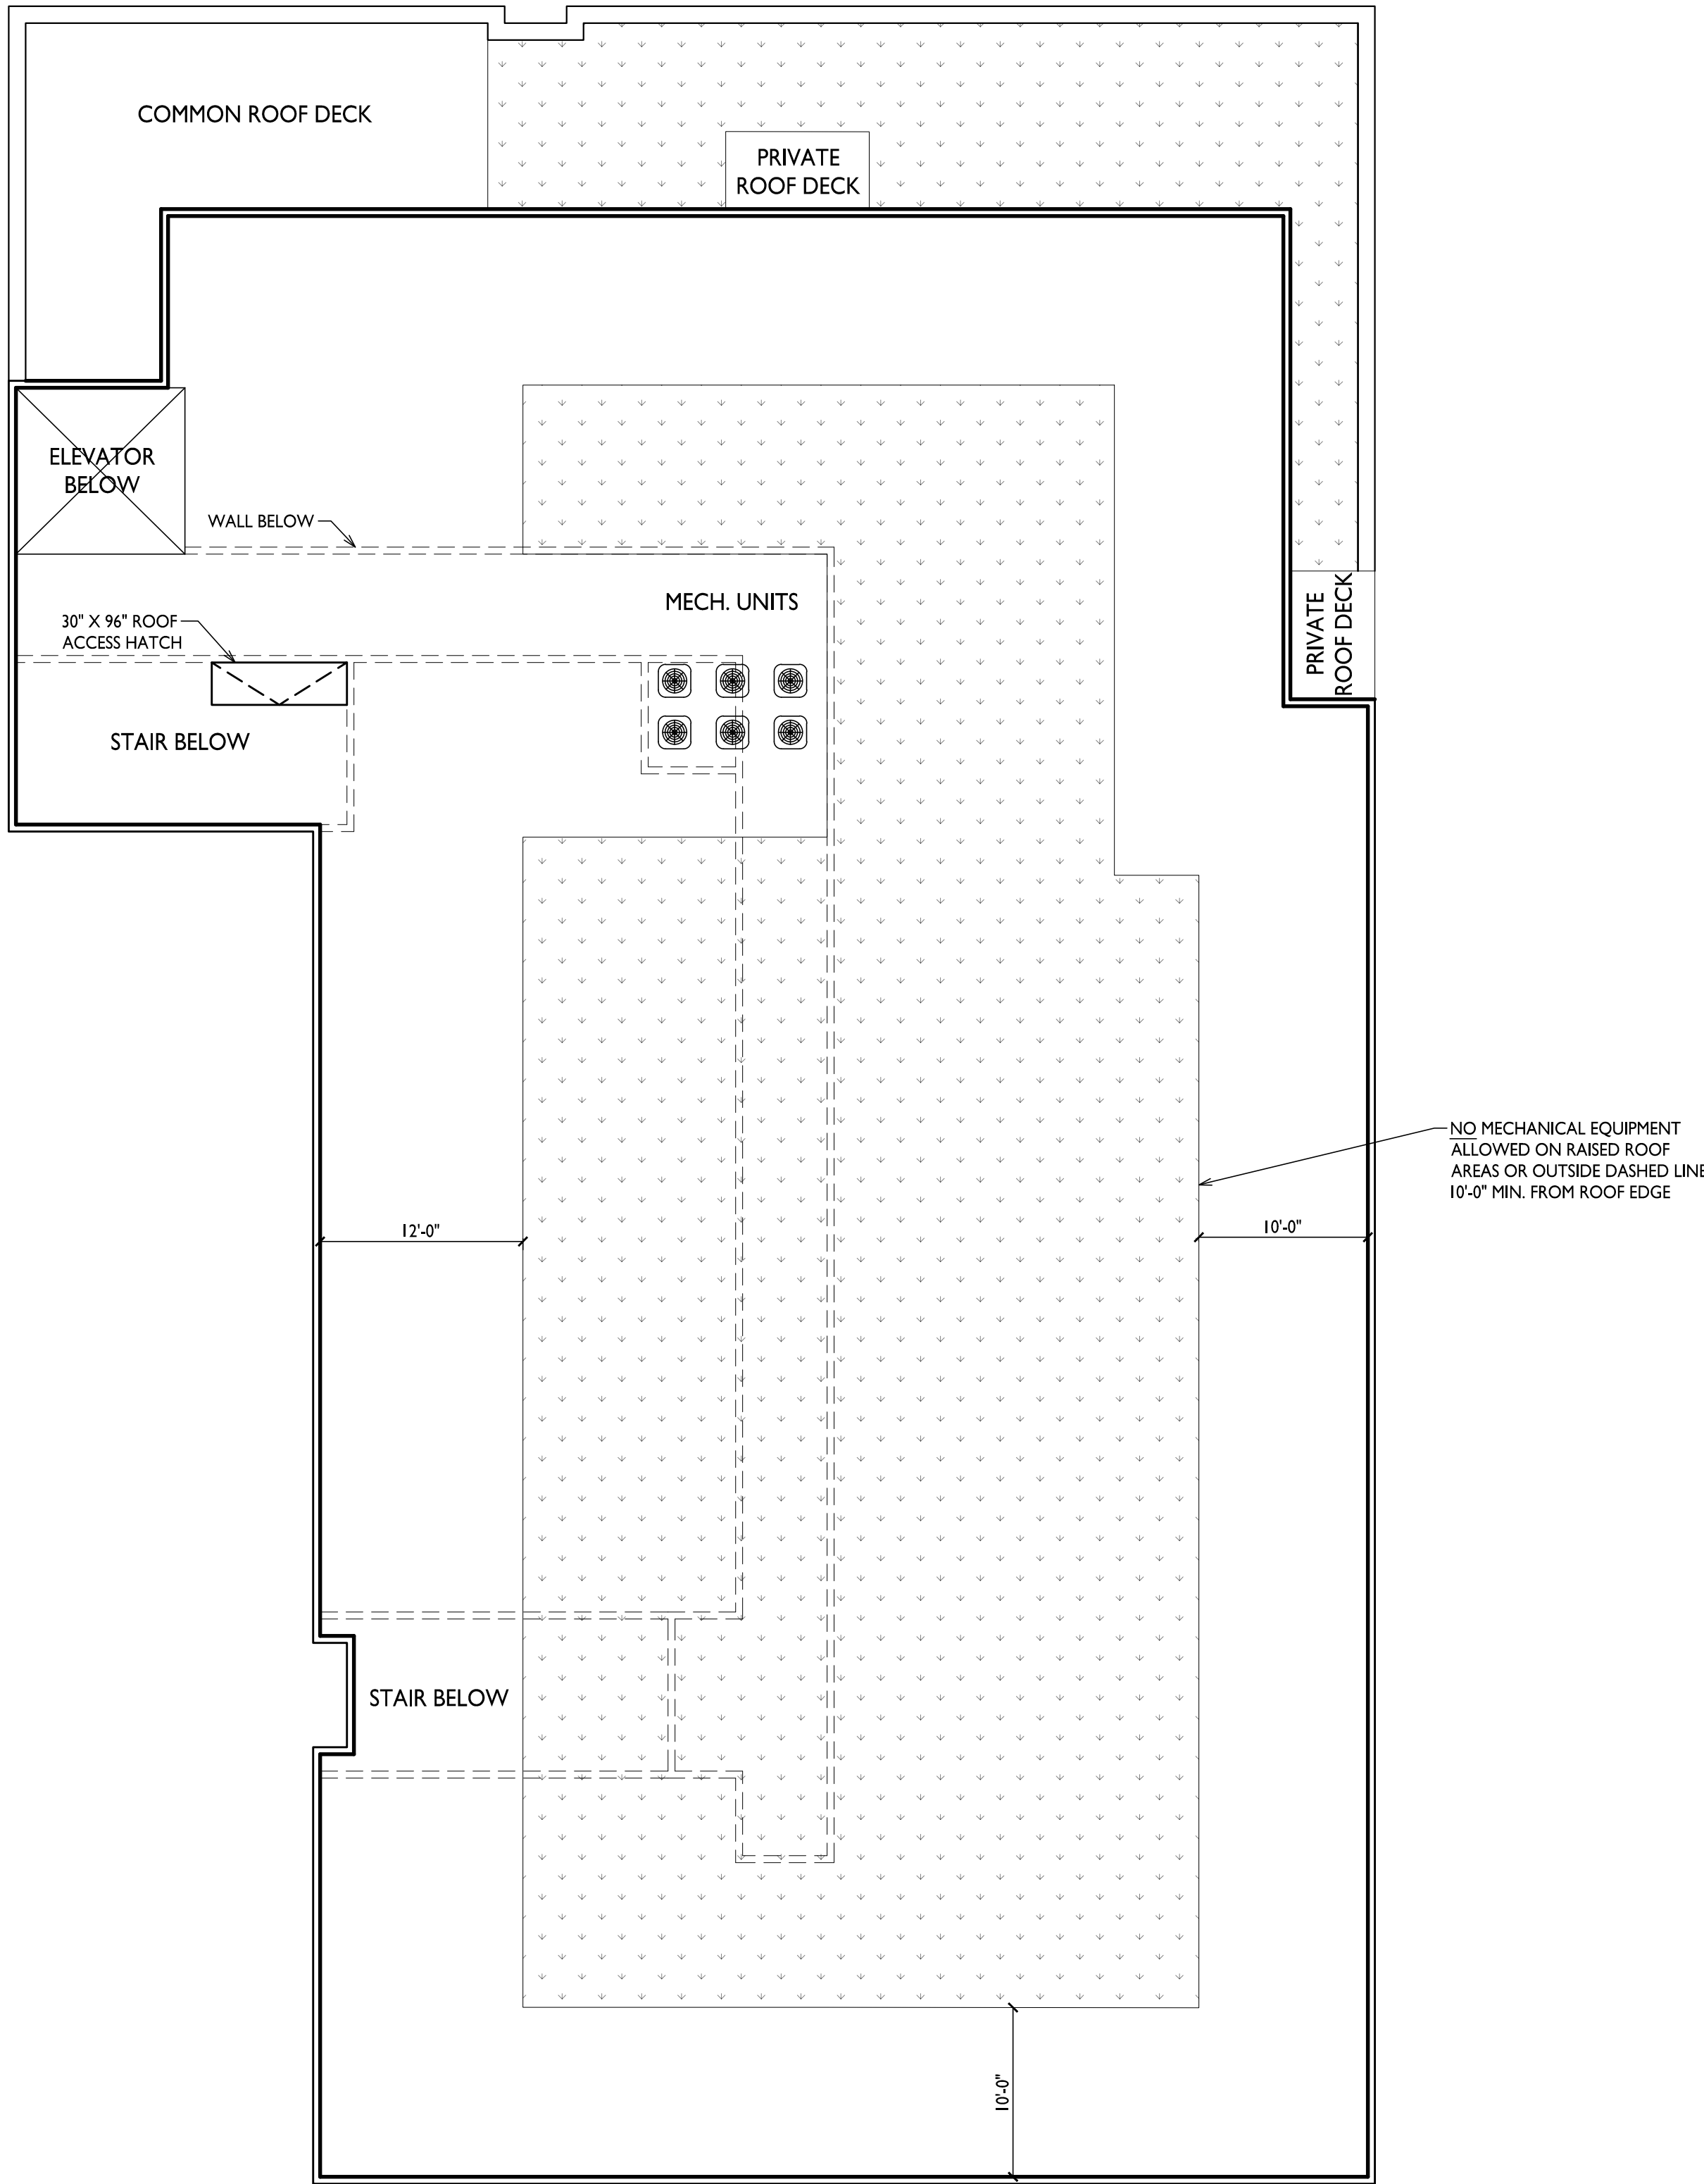 COMMON ROOF DECK
PRIVATE
ROOF DECK
ELEVATOR
BELOW
WALL BELOW
MECH. UNITS
30" X 96" ROOF
ACCESS HATCH
PRIVATE
ROOF DECK
STAIR BELOW
NO MECHANICAL EQUIPMENT
ALLOWED ON RAISED ROOF
AREAS OR OUTSIDE DASHED LINE
10'-0" MIN. FROM ROOF EDGE
12'-0"
10'-0"
STAIR BELOW
10'-0"